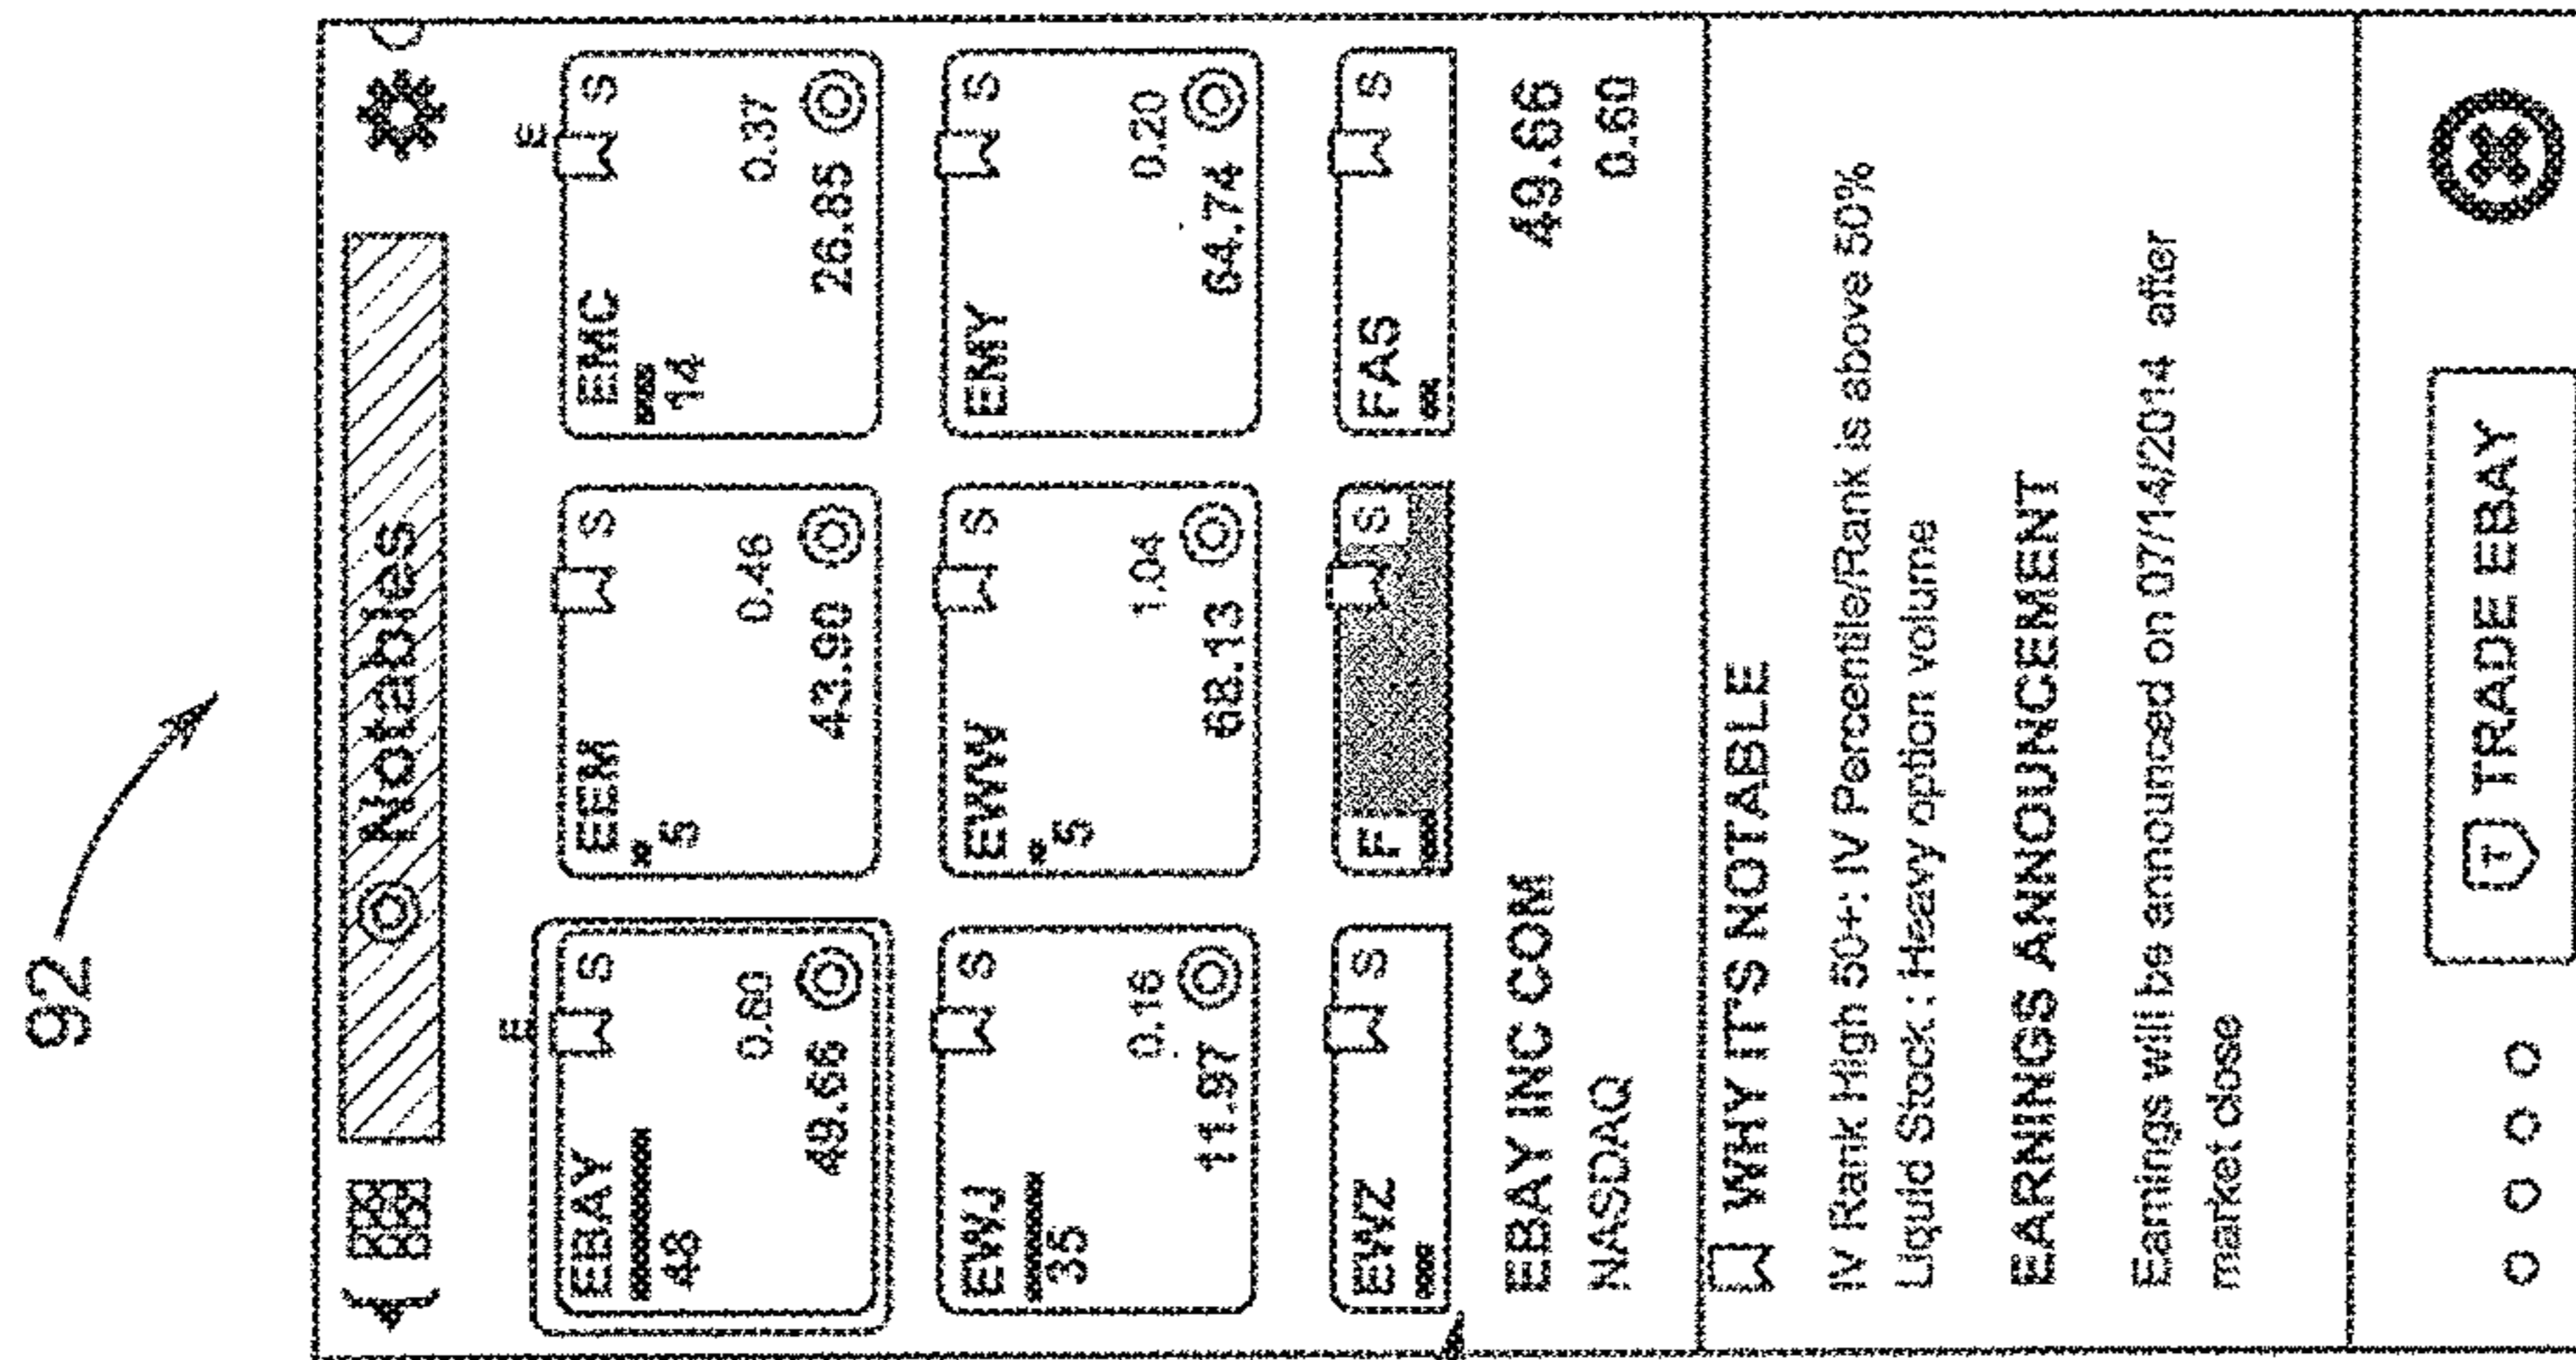 92
Notables
E E
EBAY S EEM S EMC S
48 5 14
0.60 0.46 0.37
49.66 43.90 26.85
EWJ S EWW S EMY S
35 5
0.16 1.04 0.20
11.97 68.13 64.74
EWZ S F S FAS S
EBAY INC COM 49.66
NASDAQ 0.60
WHY IT'S NOTABLE
IV Rank High 50+: IV Percentile/Rank is above 50%
Liquid Stock: Heavy option volume
EARNINGS ANNOUNCEMENT
Earnings will be announced on 07/14/2014 after
market close
T TRADE EBAY